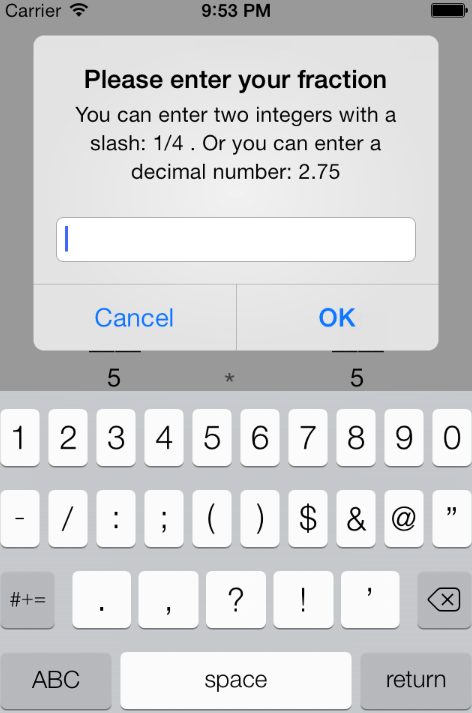 Carrier 9:53 PM
Please enter your fraction
You can enter two integers with a
slash: 1/4 . Or you can enter a
decimal number: 2.75
Cancel OK
5 * 5
1 2 3 4 5 6 7 8 9 0
- / : ; ( ) $ & @ ”
#+= . , ? ! ’
ABC space return